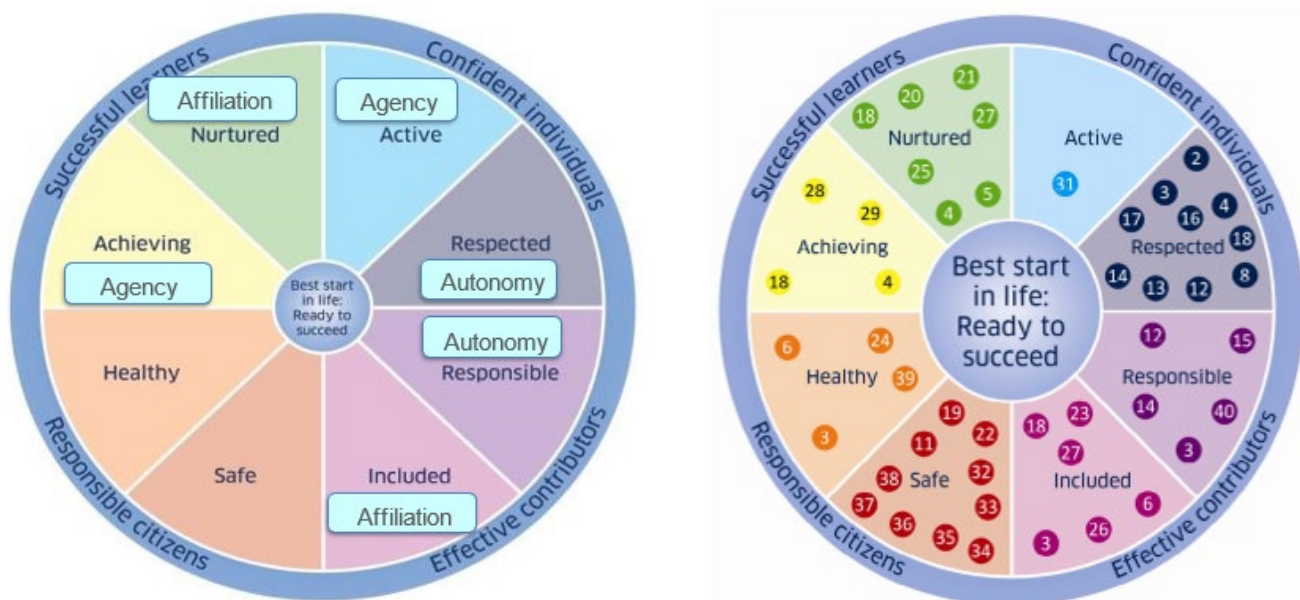 Successful learners
Confident individuals
Affiliation
Nurtured
Agency
Active
Achieving
Agency
Respected
Autonomy
Autonomy
Responsible
Best start
in life:
Ready to
succeed
Healthy
Safe
Included
Affiliation
Responsible citizens
Effective contributors
Successful learners
Confident individuals
21
20
18
27
Nurtured
25
5
4
Active
31
2
3
4
17
16
18
Respected
14
13
12
8
28
29
Achieving
18
4
Best start
in life:
Ready to
succeed
6
24
Healthy
39
3
12
15
Responsible
14
40
3
19
11
22
38
Safe
32
37
33
36
35
34
18
23
27
Included
6
26
3
Responsible citizens
Effective contributors